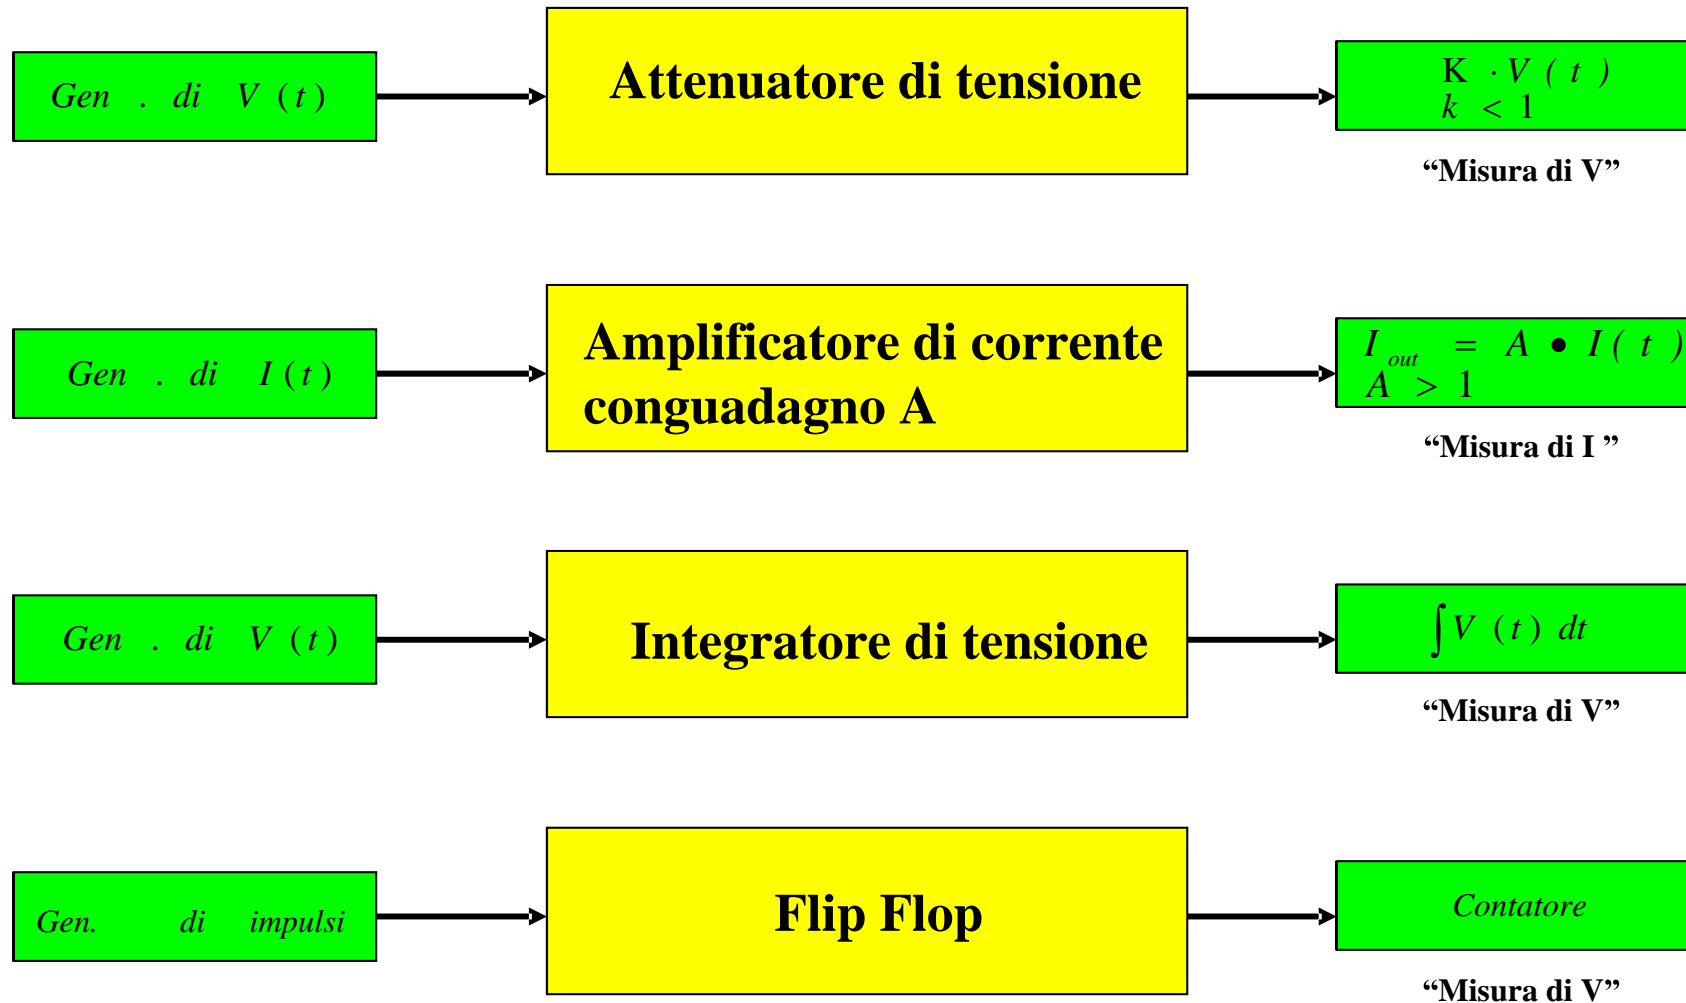 Gen . di V (t)
Attenuatore di tensione
K · V ( t )
k < 1
“Misura di V”
Gen . di I (t)
Amplificatore di corrente
conguadagno A
I out = A • I( t )
A > 1
“Misura di I ”
Gen . di V (t)
Integratore di tensione
∫V (t) dt
“Misura di V”
Gen. di impulsi
Flip Flop
Contatore
“Misura di V”